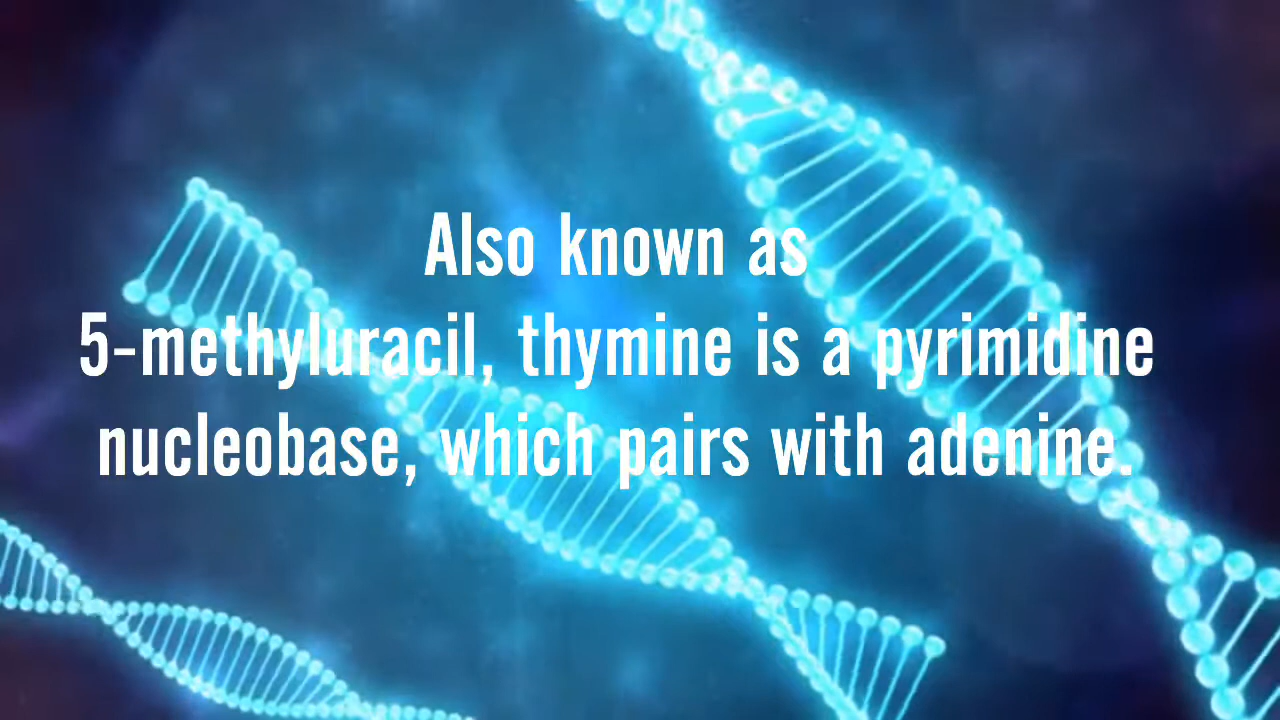 Also known as
5-methyluracil, thymine is a pyrimidine
nucleobase, which pairs with adenine.